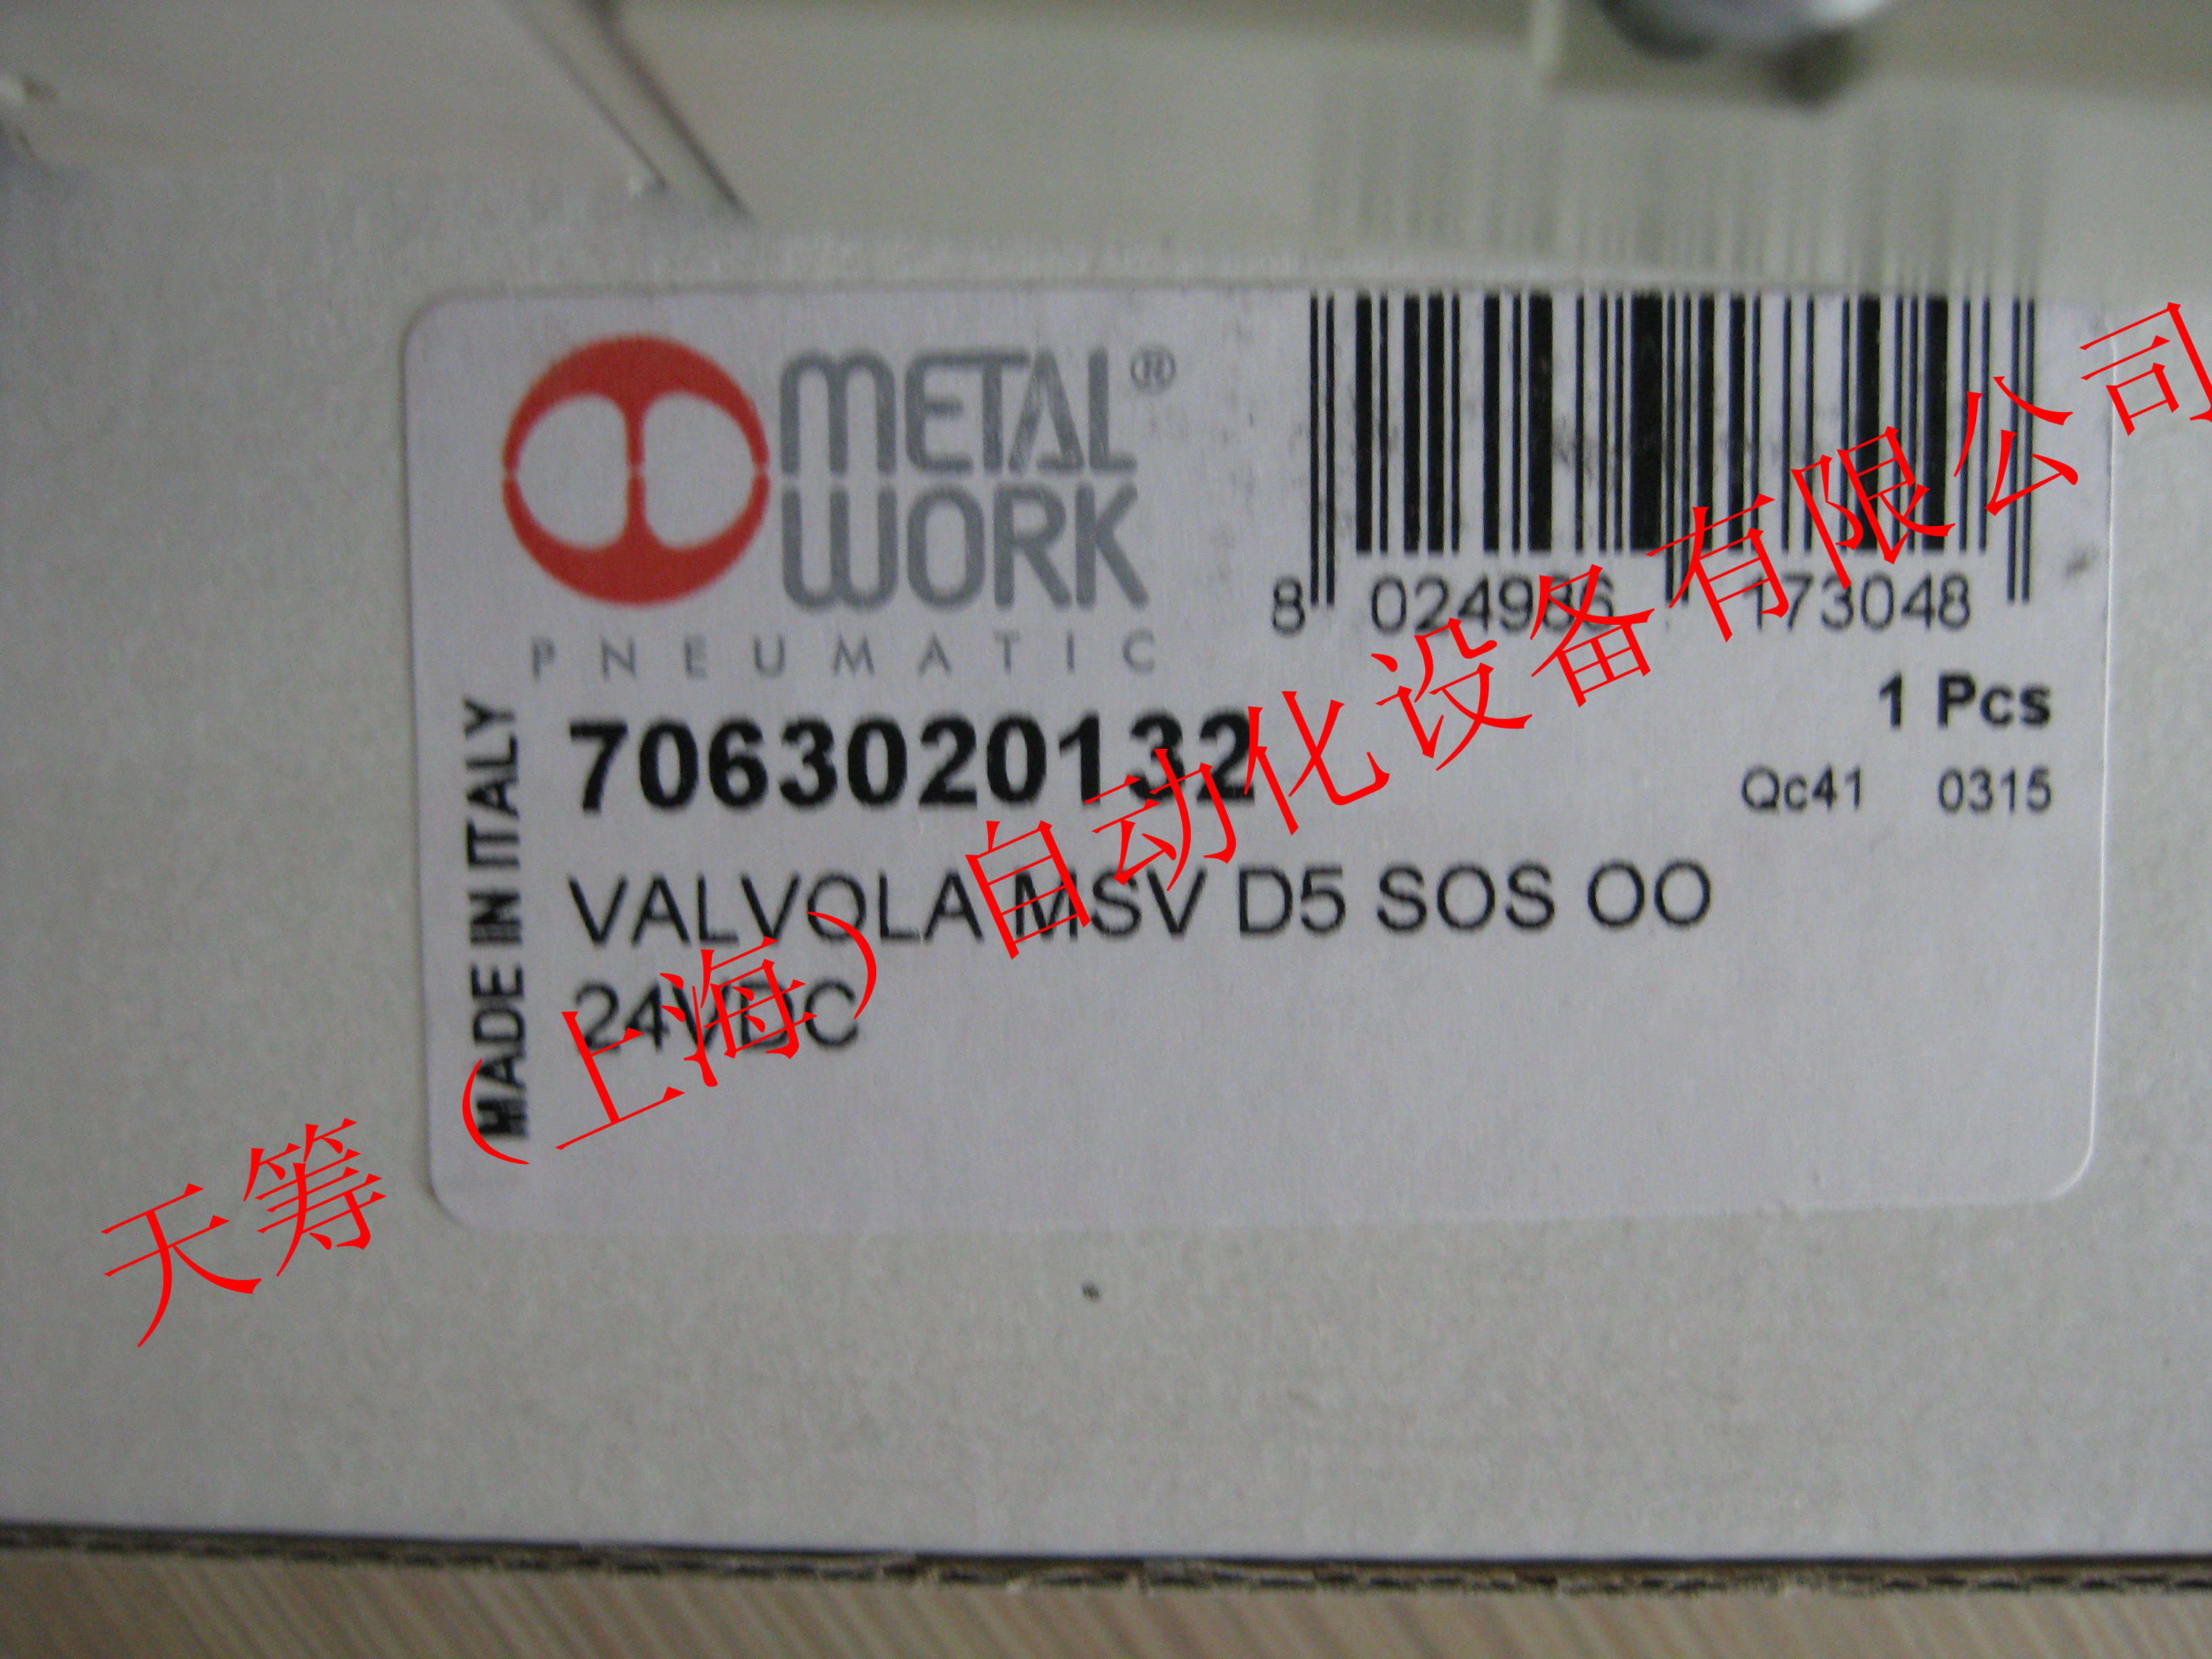 METAL®
WORK
PNEUMATIC
8 024986 173048
1 Pcs
7063020132
Qc41 0315
MADE IN ITALY
VALVOLA MSV D5 SOS OO
24VDC
天筹（上海）自动化设备有限公司